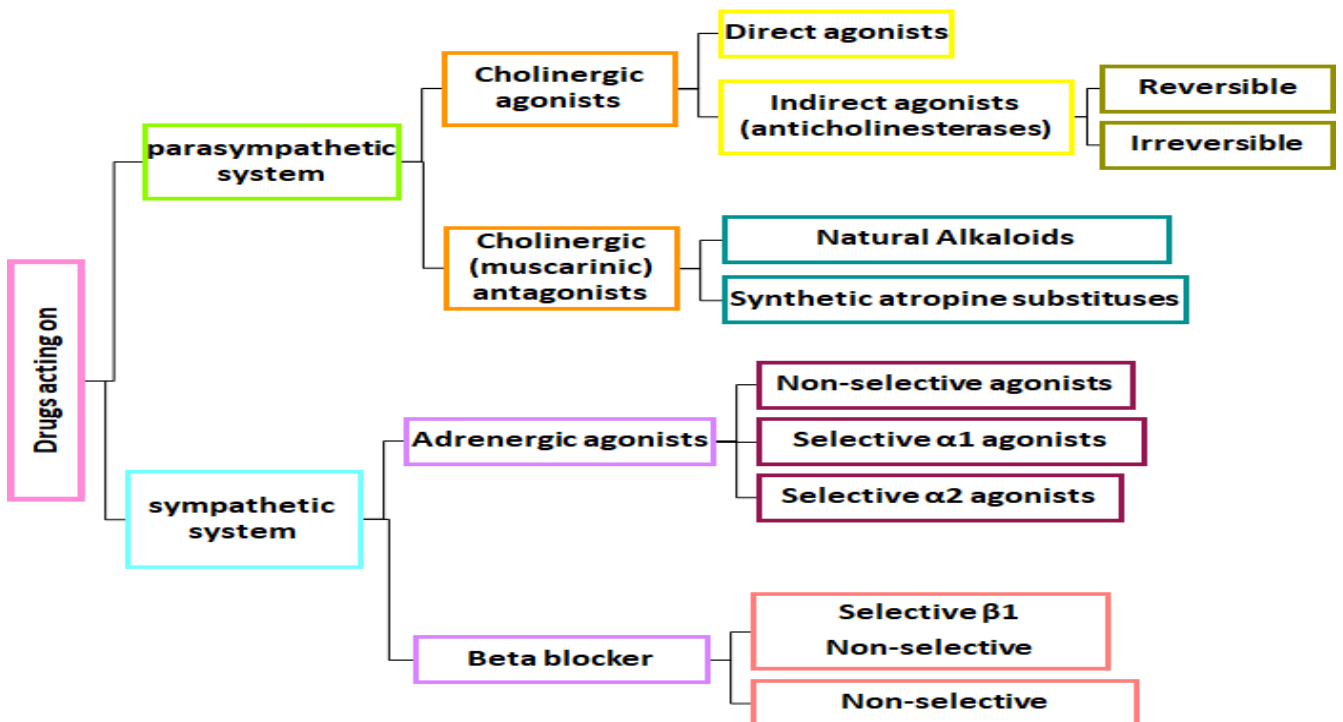 Drugs acting on
parasympathetic
system
Cholinergic
agonists
Direct agonists
Indirect agonists
(anticholinesterases)
Reversible
Irreversible
Cholinergic
(muscarinic)
antagonists
Natural Alkaloids
Synthetic atropine substituses
sympathetic
system
Adrenergic agonists
Non-selective agonists
Selective α1 agonists
Selective α2 agonists
Beta blocker
Selective β1
Non-selective
Non-selective